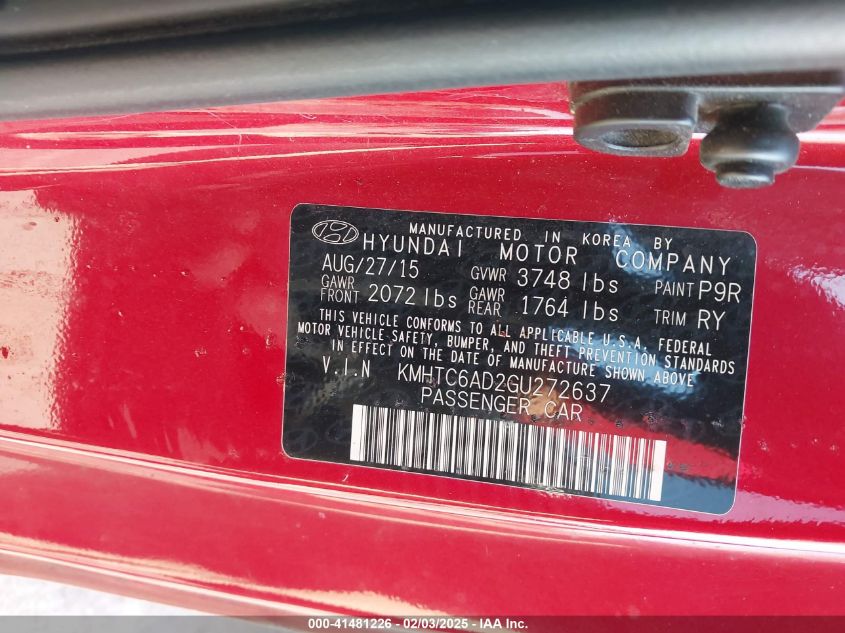 MANUFACTURED IN KOREA BY
HYUNDAI MOTOR COMPANY
AUG/27/15 GVWR 3748 lbs PAINT P9R
GAWR FRONT 2072 lbs GAWR REAR 1764 lbs TRIM RY
THIS VEHICLE CONFORMS TO ALL APPLICABLE U.S.A. FEDERAL
MOTOR VEHICLE SAFETY, BUMPER, AND THEFT PREVENTION STANDARDS
IN EFFECT ON THE DATE OF MANUFACTURE SHOWN ABOVE
V.I.N KMHTC6AD2GU272637
PASSENGER CAR
000-41481226 - 02/03/2025 - IAA Inc.